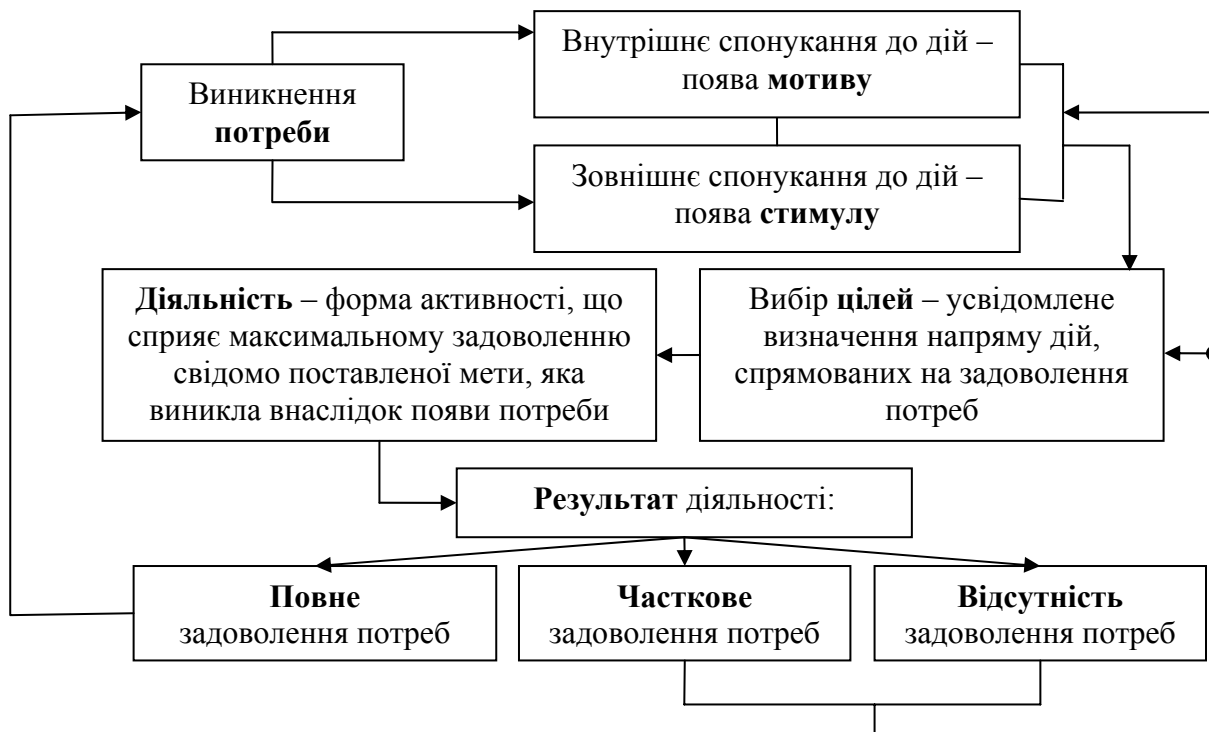 Внутрішнє спонукання до дій –
поява мотиву
Виникнення
потреби
Зовнішнє спонукання до дій –
поява стимулу
Діяльність – форма активності, що
сприяє максимальному задоволенню
свідомо поставленої мети, яка
виникла внаслідок появи потреби
Вибір цілей – усвідомлене
визначення напряму дій,
спрямованих на задоволення
потреб
Результат діяльності:
Повне
задоволення потреб
Часткове
задоволення потреб
Відсутність
задоволення потреб